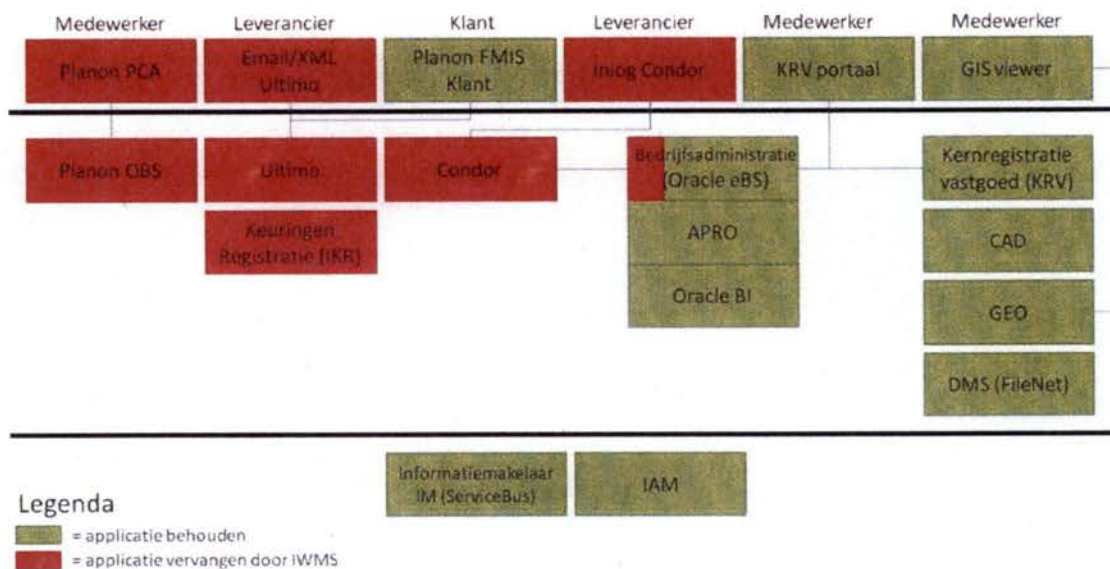 Medewerker
Leverancier
Klant
Leverancier
Medewerker
Medewerker
Planon PCA
Email/XML
Ultimo
Planon FMIS
Klant
inlog Condor
KRV portaal
GIS viewer
Planon OBS
Ultimo
Condor
Bedrijfsadministratie
(Oracle eBS)
Kernregistratie
vastgoed (KRV)
Keuringen
Registratie (IKR)
APRO
CAD
Oracle BI
GEO
DMS (FileNet)
Informatiemakelaar
IM (ServiceBus)
IAM
Legenda
= applicatie behouden
= applicatie vervangen door iWMS